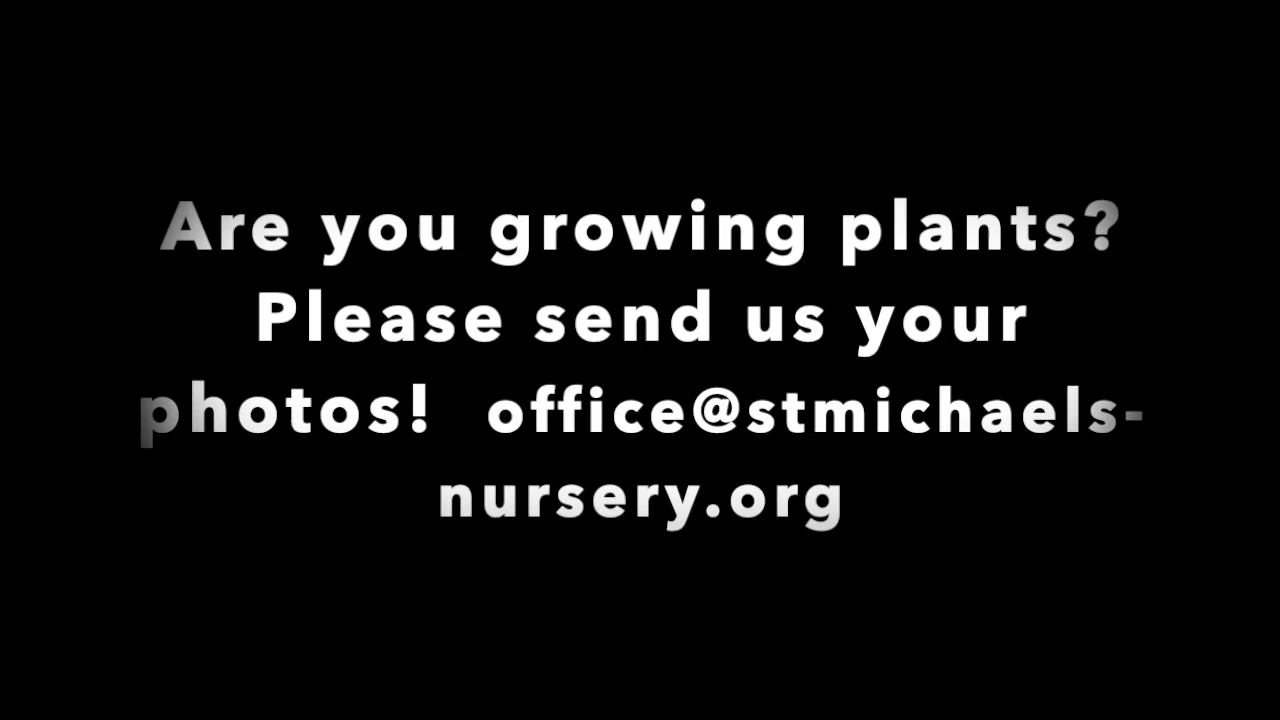 Are you growing plants?
Please send us your
photos! office@stmichaels-
nursery.org